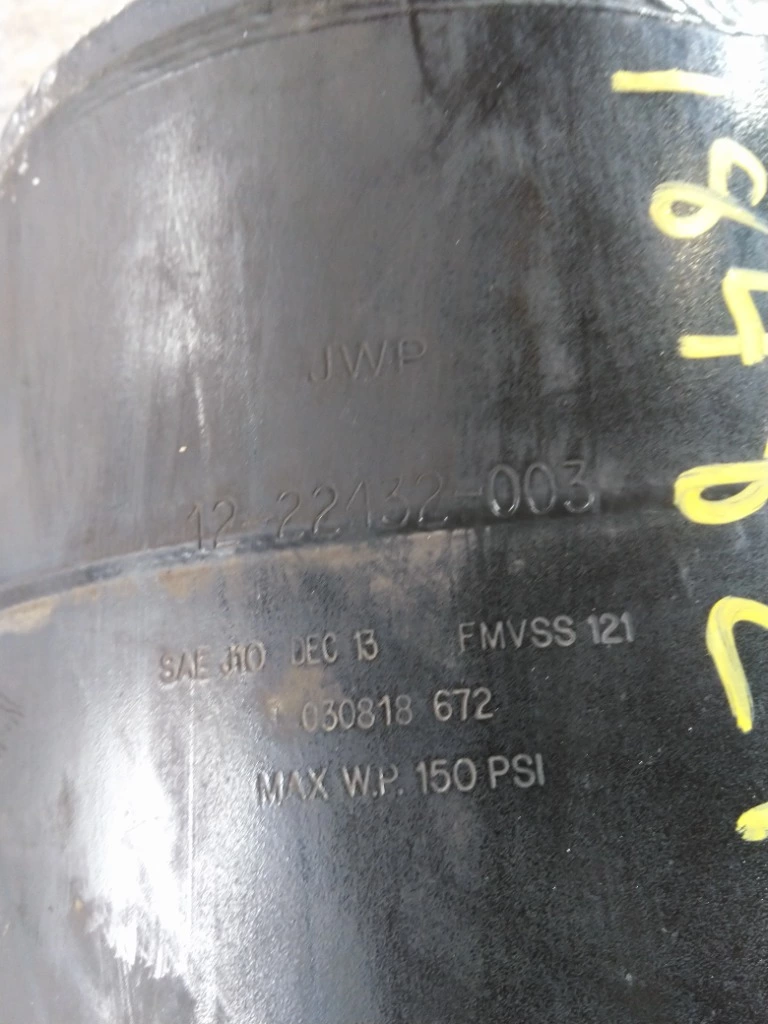 JWP
12-22132-003
SAE J10 DEC 13 FMVSS 121
030818 672
MAX W.P. 150 PSI